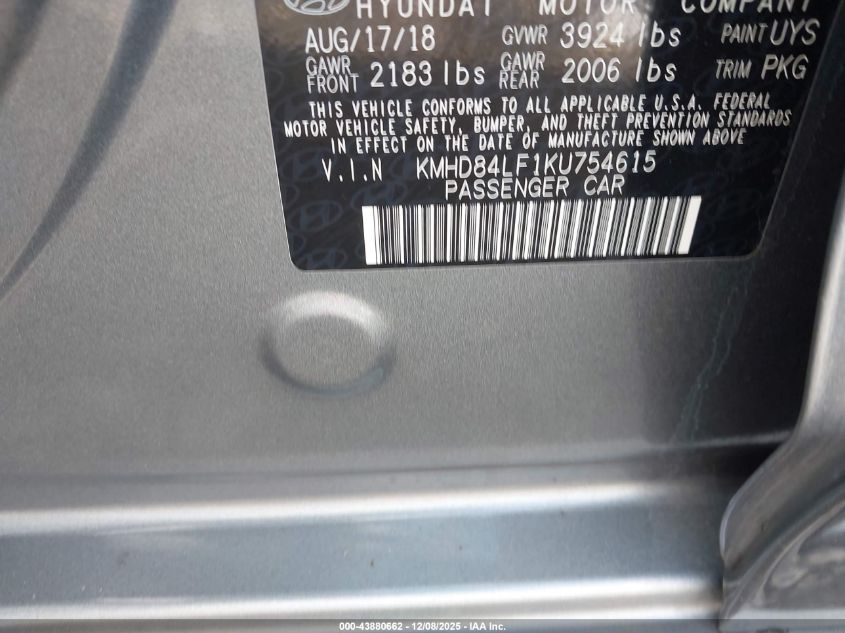 HYUNDAI MOTOR COMPANY
AUG/17/18 GVWR 3924 lbs PAINT UYS
GAWR FRONT 2183 lbs GAWR REAR 2006 lbs TRIM PKG
THIS VEHICLE CONFORMS TO ALL APPLICABLE U.S.A. FEDERAL
MOTOR VEHICLE SAFETY, BUMPER, AND THEFT PREVENTION STANDARDS
IN EFFECT ON THE DATE OF MANUFACTURE SHOWN ABOVE
V.I.N KMHD84LF1KU754615
PASSENGER CAR
000-43880662 - 12/08/2025 - IAA Inc.